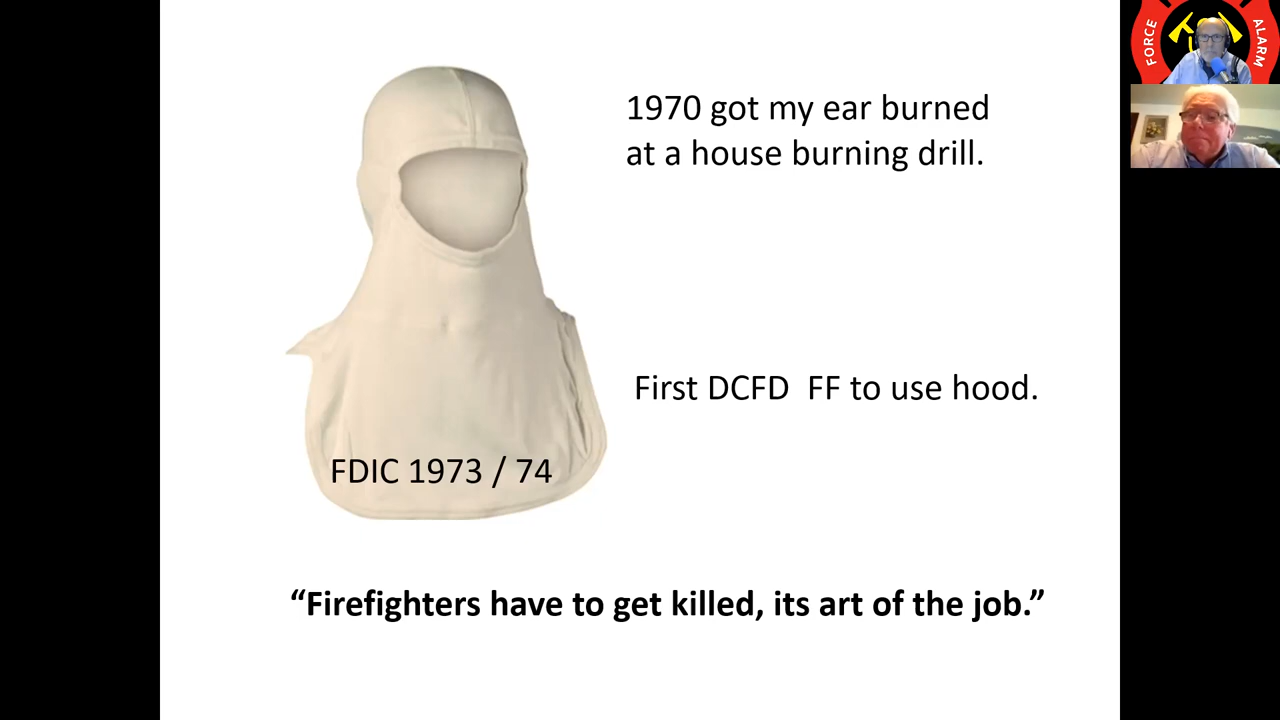 1970 got my ear burned
at a house burning drill.
First DCFD FF to use hood.
FDIC 1973 / 74
“Firefighters have to get killed, its art of the job.”
FORCE
ALARM